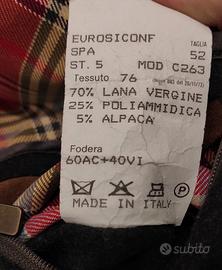 EUROSICONF TAGLIA
SPA 52
ST. 5 MOD C263
Tessuto 76
70% LANA VERGINE
25% POLIAMMIDICA
5% ALPACA
Fodera
60AC+40VI
P
MADE IN ITALY
subito